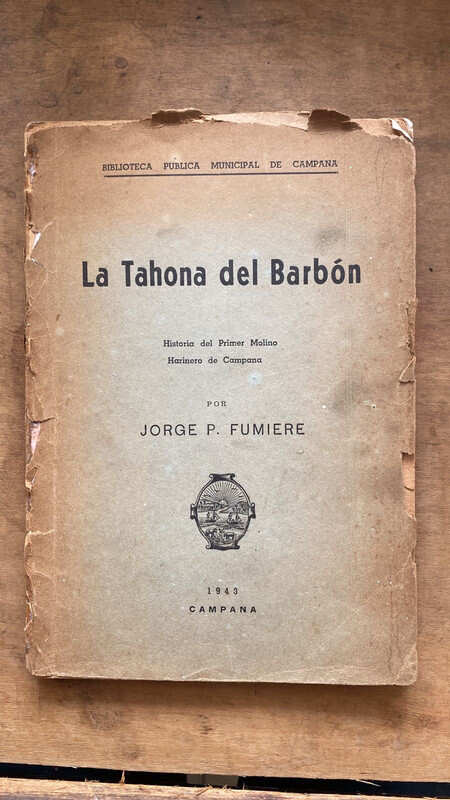 BIBLIOTECA PUBLICA MUNICIPAL DE CAMPANA
La Tahona del Barbón
Historia del Primer Molino
Harinero de Campana
POR
JORGE P. FUMIERE
1943
CAMPANA